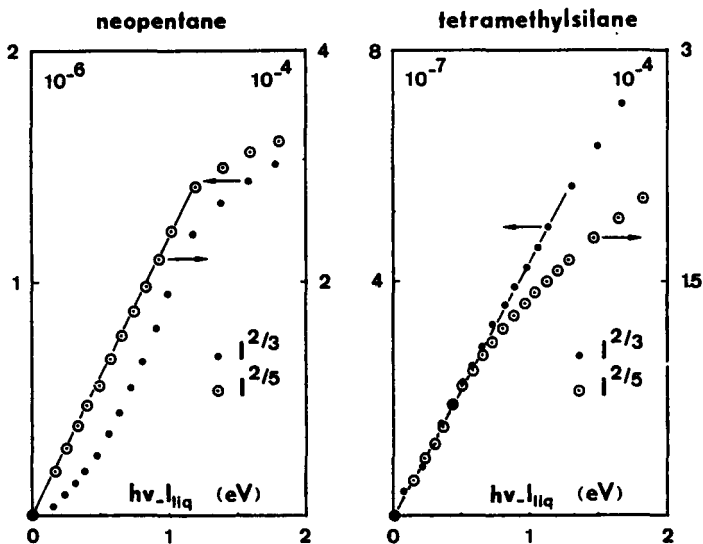 neopentane
2 4
10⁻⁶ 10⁻⁴
1 2
• I^2/3
⊙ I^2/5
hν-I_liq (eV)
0 1 2
tetramethylsilane
8 3
10⁻⁷ 10⁻⁴
4 1.5
• I^2/3
⊙ I^2/5
hν-I_liq (eV)
0 1 2